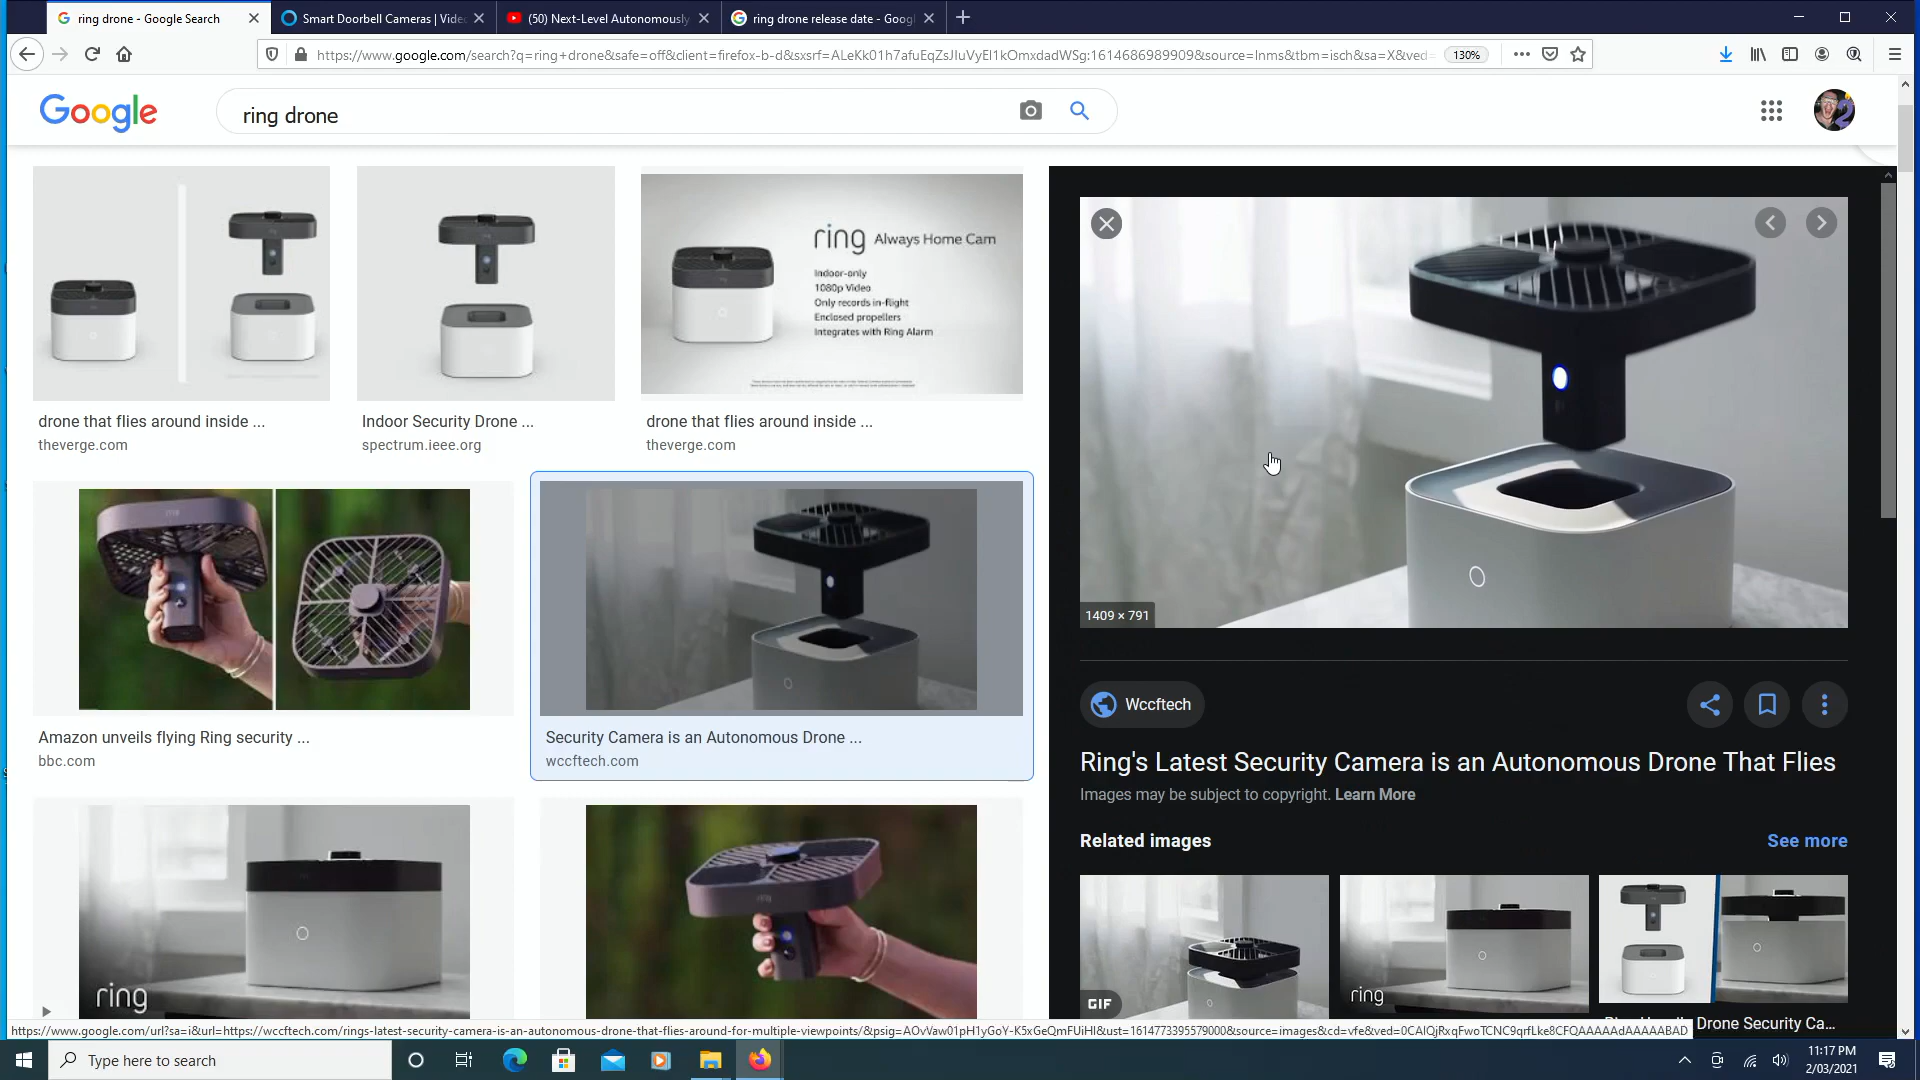 ring drone - Google Search
Smart Doorbell Cameras | Vide
(50) Next-Level Autonomously
ring drone release date - Goog
https://www.google.com/search?q=ring+drone&safe=off&client=firefox-b-d&sxsrf=ALeKk01h7afuEqZsJIuVyEI1kOmxdadWSg:1614686989909&source=lnms&tbm=isch&sa=X&ved
130%
Google
ring drone
2
ring Always Home Cam
Indoor-only
1080p Video
Only records in-flight
Enclosed propellers
Integrates with Ring Alarm
drone that flies around inside ...
theverge.com
Indoor Security Drone ...
spectrum.ieee.org
drone that flies around inside ...
theverge.com
1409 × 791
Amazon unveils flying Ring security ...
bbc.com
Security Camera is an Autonomous Drone ...
wccftech.com
Wccftech
Ring's Latest Security Camera is an Autonomous Drone That Flies
Images may be subject to copyright. Learn More
Related images
See more
ring
GIF
ring
Drone Security Ca...
https://www.google.com/url?sa=i&url=https://wccftech.com/rings-latest-security-camera-is-an-autonomous-drone-that-flies-around-for-multiple-viewpoints/&psig=AOvVaw01pH1yGoY-K5xGeQmFUiHI&ust=1614773955790000&source=images&cd=vfe&ved=0CAIQjRxqFwoTCNC9qrfLke8CFQAAAAAdAAAAABAD
Type here to search
11:17 PM
2/03/2021